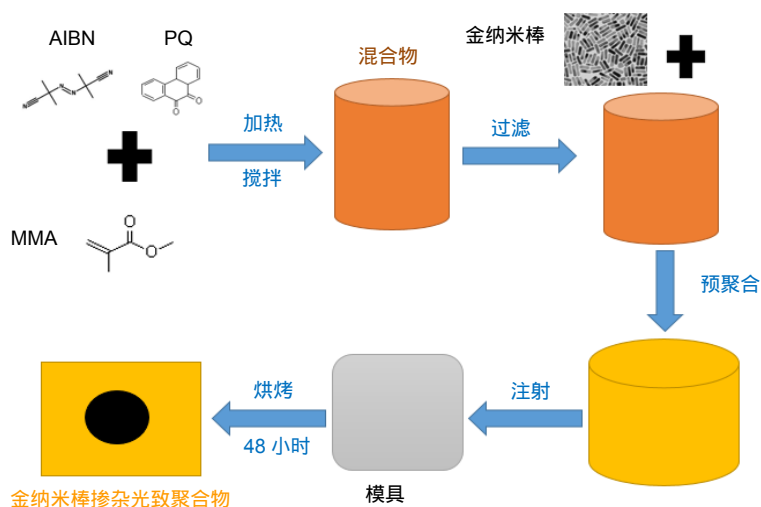 AIBN
PQ
混合物
金纳米棒
加热
搅拌
过滤
MMA
预聚合
烘烤
48 小时
注射
模具
金纳米棒掺杂光致聚合物